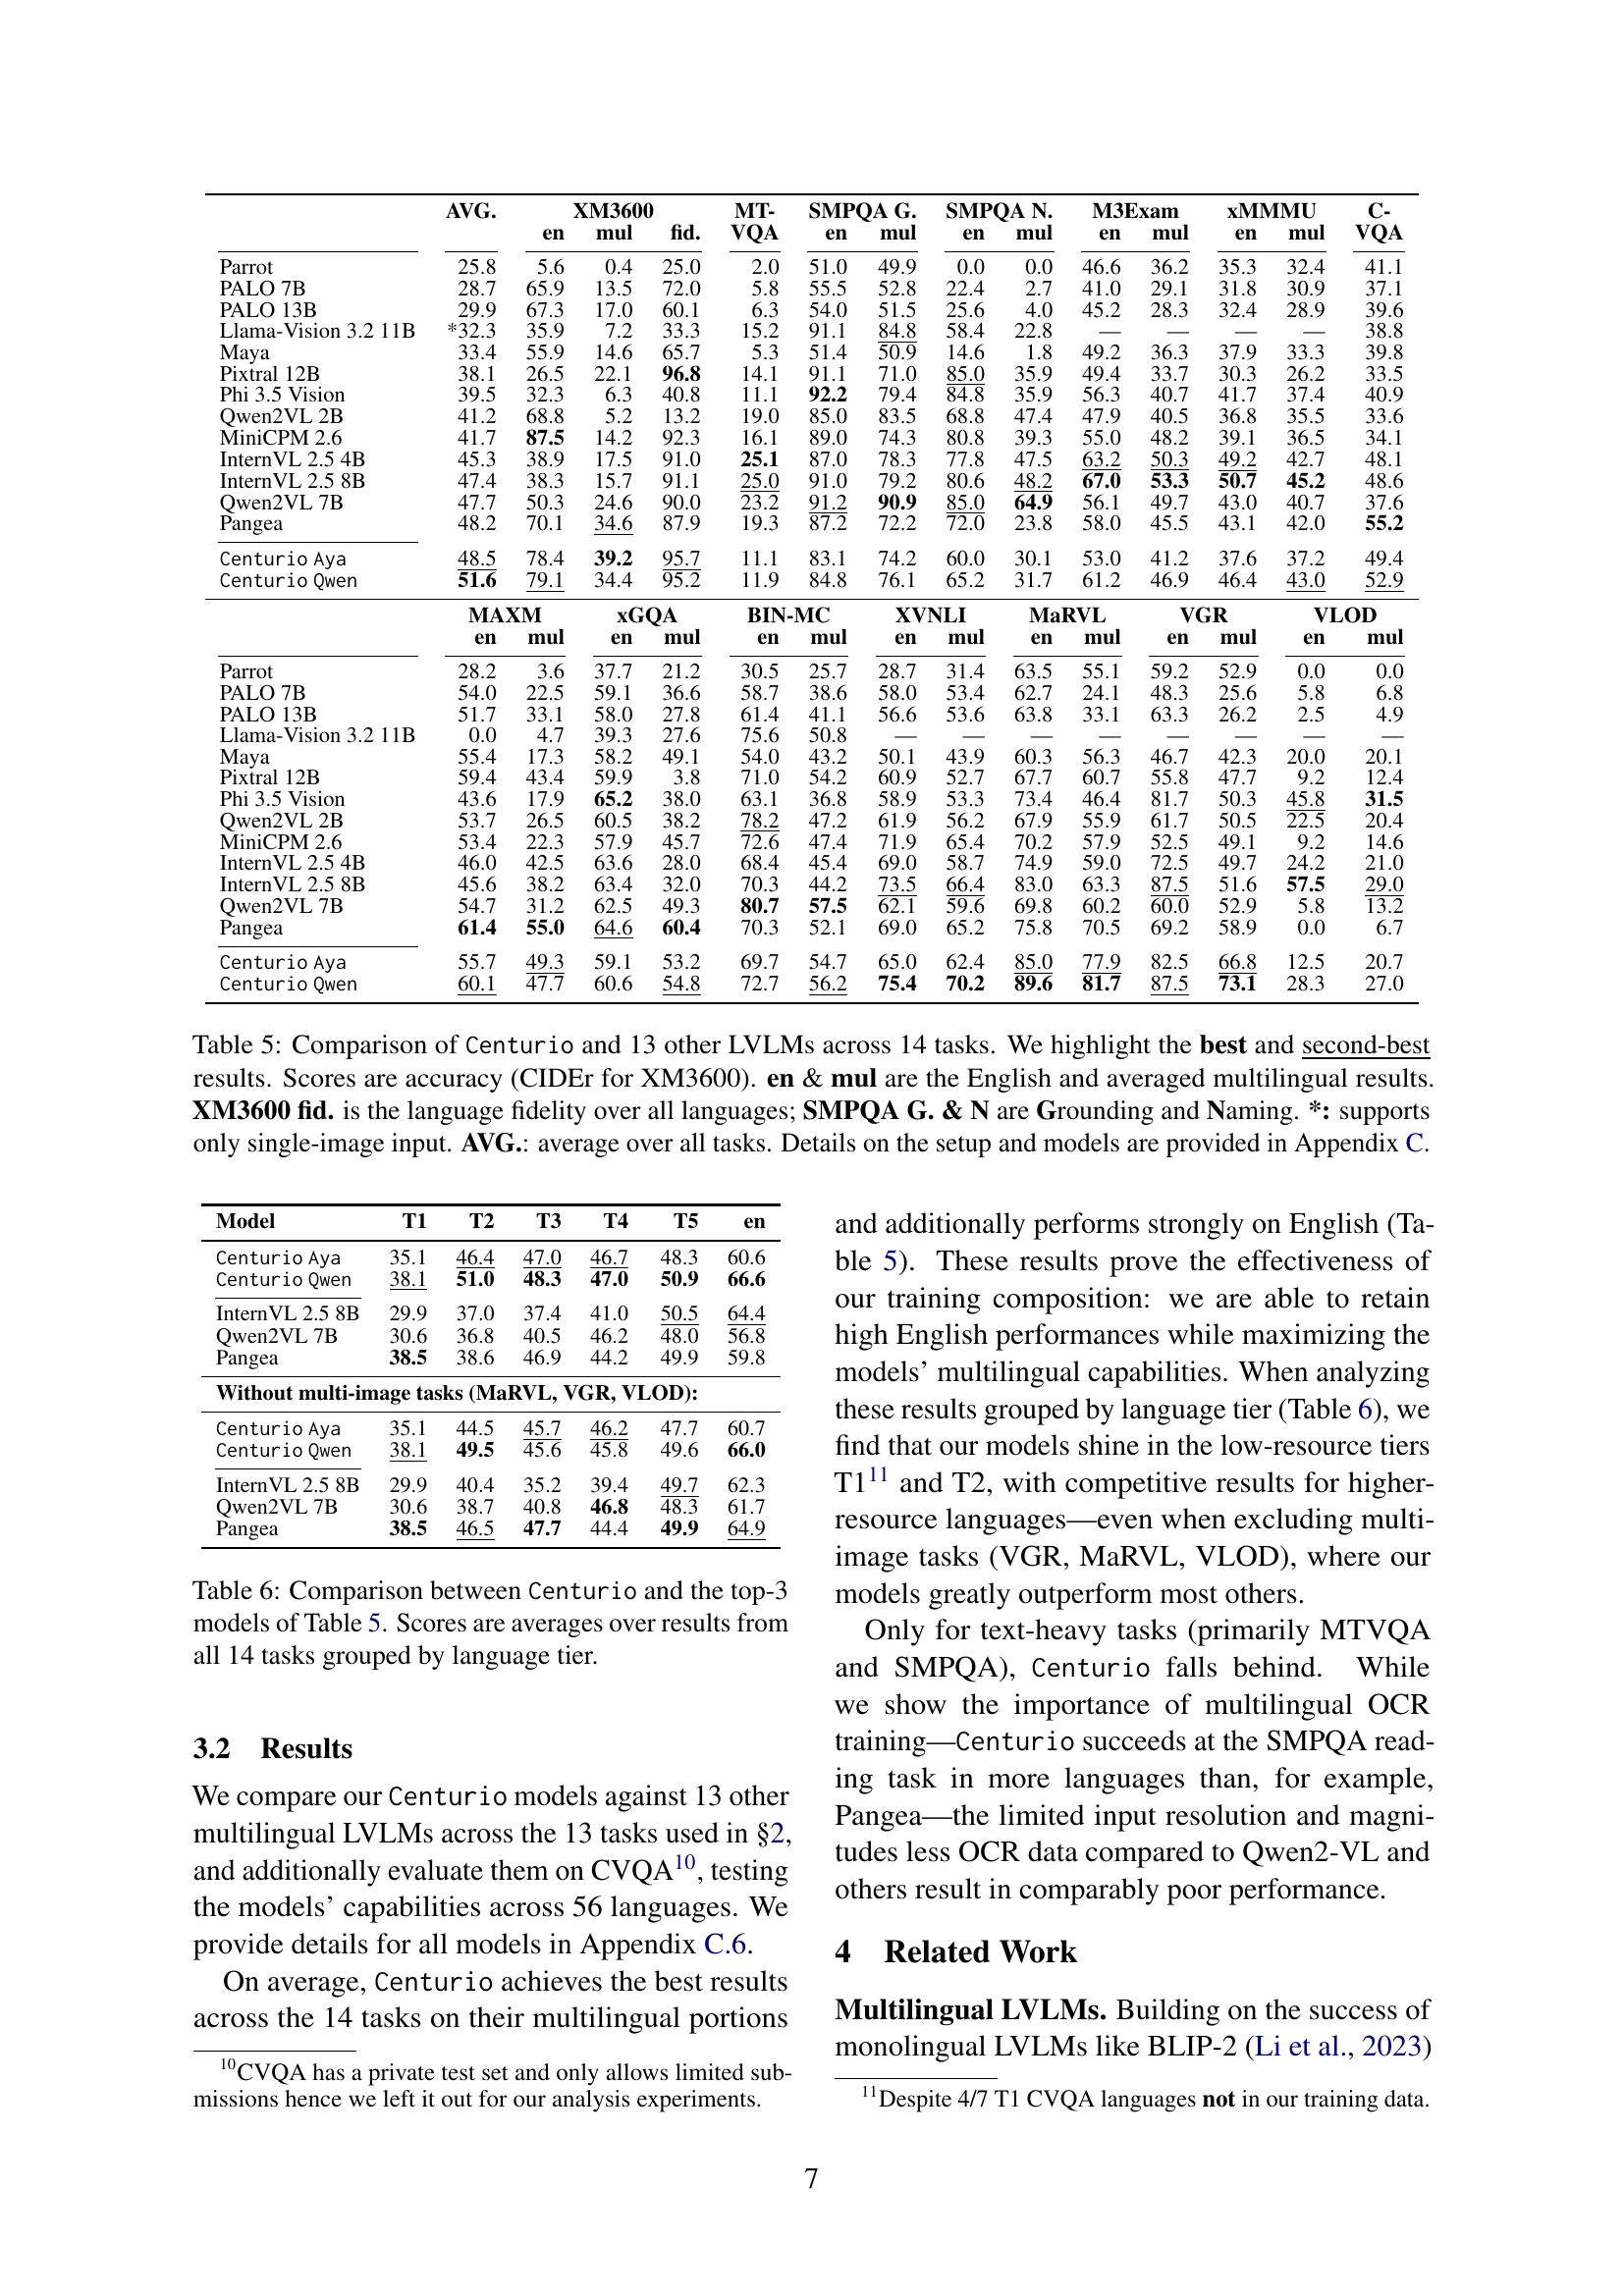 AVG. XM3600 MT- SMPQA G. SMPQA N. M3Exam xMMMU C-
en mul fid. VQA en mul en mul en mul en mul VQA
Parrot 25.8 5.6 0.4 25.0 2.0 51.0 49.9 0.0 0.0 46.6 36.2 35.3 32.4 41.1
PALO 7B 28.7 65.9 13.5 72.0 5.8 55.5 52.8 22.4 2.7 41.0 29.1 31.8 30.9 37.1
PALO 13B 29.9 67.3 17.0 60.1 6.3 54.0 51.5 25.6 4.0 45.2 28.3 32.4 28.9 39.6
Llama-Vision 3.2 11B *32.3 35.9 7.2 33.3 15.2 91.1 84.8 58.4 22.8 — — — — 38.8
Maya 33.4 55.9 14.6 65.7 5.3 51.4 50.9 14.6 1.8 49.2 36.3 37.9 33.3 39.8
Pixtral 12B 38.1 26.5 22.1 96.8 14.1 91.1 71.0 85.0 35.9 49.4 33.7 30.3 26.2 33.5
Phi 3.5 Vision 39.5 32.3 6.3 40.8 11.1 92.2 79.4 84.8 35.9 56.3 40.7 41.7 37.4 40.9
Qwen2VL 2B 41.2 68.8 5.2 13.2 19.0 85.0 83.5 68.8 47.4 47.9 40.5 36.8 35.5 33.6
MiniCPM 2.6 41.7 87.5 14.2 92.3 16.1 89.0 74.3 80.8 39.3 55.0 48.2 39.1 36.5 34.1
InternVL 2.5 4B 45.3 38.9 17.5 91.0 25.1 87.0 78.3 77.8 47.5 63.2 50.3 49.2 42.7 48.1
InternVL 2.5 8B 47.4 38.3 15.7 91.1 25.0 91.0 79.2 80.6 48.2 67.0 53.3 50.7 45.2 48.6
Qwen2VL 7B 47.7 50.3 24.6 90.0 23.2 91.2 90.9 85.0 64.9 56.1 49.7 43.0 40.7 37.6
Pangea 48.2 70.1 34.6 87.9 19.3 87.2 72.2 72.0 23.8 58.0 45.5 43.1 42.0 55.2
Centurio Aya 48.5 78.4 39.2 95.7 11.1 83.1 74.2 60.0 30.1 53.0 41.2 37.6 37.2 49.4
Centurio Qwen 51.6 79.1 34.4 95.2 11.9 84.8 76.1 65.2 31.7 61.2 46.9 46.4 43.0 52.9
MAXM xGQA BIN-MC XVNLI MaRVL VGR VLOD
en mul en mul en mul en mul en mul en mul en mul
Parrot 28.2 3.6 37.7 21.2 30.5 25.7 28.7 31.4 63.5 55.1 59.2 52.9 0.0 0.0
PALO 7B 54.0 22.5 59.1 36.6 58.7 38.6 58.0 53.4 62.7 24.1 48.3 25.6 5.8 6.8
PALO 13B 51.7 33.1 58.0 27.8 61.4 41.1 56.6 53.6 63.8 33.1 63.3 26.2 2.5 4.9
Llama-Vision 3.2 11B 0.0 4.7 39.3 27.6 75.6 50.8 — — — — — — — —
Maya 55.4 17.3 58.2 49.1 54.0 43.2 50.1 43.9 60.3 56.3 46.7 42.3 20.0 20.1
Pixtral 12B 59.4 43.4 59.9 3.8 71.0 54.2 60.9 52.7 67.7 60.7 55.8 47.7 9.2 12.4
Phi 3.5 Vision 43.6 17.9 65.2 38.0 63.1 36.8 58.9 53.3 73.4 46.4 81.7 50.3 45.8 31.5
Qwen2VL 2B 53.7 26.5 60.5 38.2 78.2 47.2 61.9 56.2 67.9 55.9 61.7 50.5 22.5 20.4
MiniCPM 2.6 53.4 22.3 57.9 45.7 72.6 47.4 71.9 65.4 70.2 57.9 52.5 49.1 9.2 14.6
InternVL 2.5 4B 46.0 42.5 63.6 28.0 68.4 45.4 69.0 58.7 74.9 59.0 72.5 49.7 24.2 21.0
InternVL 2.5 8B 45.6 38.2 63.4 32.0 70.3 44.2 73.5 66.4 83.0 63.3 87.5 51.6 57.5 29.0
Qwen2VL 7B 54.7 31.2 62.5 49.3 80.7 57.5 62.1 59.6 69.8 60.2 60.0 52.9 5.8 13.2
Pangea 61.4 55.0 64.6 60.4 70.3 52.1 69.0 65.2 75.8 70.5 69.2 58.9 0.0 6.7
Centurio Aya 55.7 49.3 59.1 53.2 69.7 54.7 65.0 62.4 85.0 77.9 82.5 66.8 12.5 20.7
Centurio Qwen 60.1 47.7 60.6 54.8 72.7 56.2 75.4 70.2 89.6 81.7 87.5 73.1 28.3 27.0
Table 5: Comparison of Centurio and 13 other LVLMs across 14 tasks. We highlight the best and second-best
results. Scores are accuracy (CIDEr for XM3600). en & mul are the English and averaged multilingual results.
XM3600 fid. is the language fidelity over all languages; SMPQA G. & N are Grounding and Naming. *: supports
only single-image input. AVG.: average over all tasks. Details on the setup and models are provided in Appendix C.
Model T1 T2 T3 T4 T5 en
Centurio Aya 35.1 46.4 47.0 46.7 48.3 60.6
Centurio Qwen 38.1 51.0 48.3 47.0 50.9 66.6
InternVL 2.5 8B 29.9 37.0 37.4 41.0 50.5 64.4
Qwen2VL 7B 30.6 36.8 40.5 46.2 48.0 56.8
Pangea 38.5 38.6 46.9 44.2 49.9 59.8
Without multi-image tasks (MaRVL, VGR, VLOD):
Centurio Aya 35.1 44.5 45.7 46.2 47.7 60.7
Centurio Qwen 38.1 49.5 45.6 45.8 49.6 66.0
InternVL 2.5 8B 29.9 40.4 35.2 39.4 49.7 62.3
Qwen2VL 7B 30.6 38.7 40.8 46.8 48.3 61.7
Pangea 38.5 46.5 47.7 44.4 49.9 64.9
Table 6: Comparison between Centurio and the top-3
models of Table 5. Scores are averages over results from
all 14 tasks grouped by language tier.
3.2 Results
We compare our Centurio models against 13 other
multilingual LVLMs across the 13 tasks used in §2,
and additionally evaluate them on CVQA10, testing
the models' capabilities across 56 languages. We
provide details for all models in Appendix C.6.
On average, Centurio achieves the best results
across the 14 tasks on their multilingual portions
10CVQA has a private test set and only allows limited sub-
missions hence we left it out for our analysis experiments.
and additionally performs strongly on English (Ta-
ble 5). These results prove the effectiveness of
our training composition: we are able to retain
high English performances while maximizing the
models' multilingual capabilities. When analyzing
these results grouped by language tier (Table 6), we
find that our models shine in the low-resource tiers
T111 and T2, with competitive results for higher-
resource languages—even when excluding multi-
image tasks (VGR, MaRVL, VLOD), where our
models greatly outperform most others.
Only for text-heavy tasks (primarily MTVQA
and SMPQA), Centurio falls behind. While
we show the importance of multilingual OCR
training—Centurio succeeds at the SMPQA read-
ing task in more languages than, for example,
Pangea—the limited input resolution and magni-
tudes less OCR data compared to Qwen2-VL and
others result in comparably poor performance.
4 Related Work
Multilingual LVLMs. Building on the success of
monolingual LVLMs like BLIP-2 (Li et al., 2023)
11Despite 4/7 T1 CVQA languages not in our training data.
7